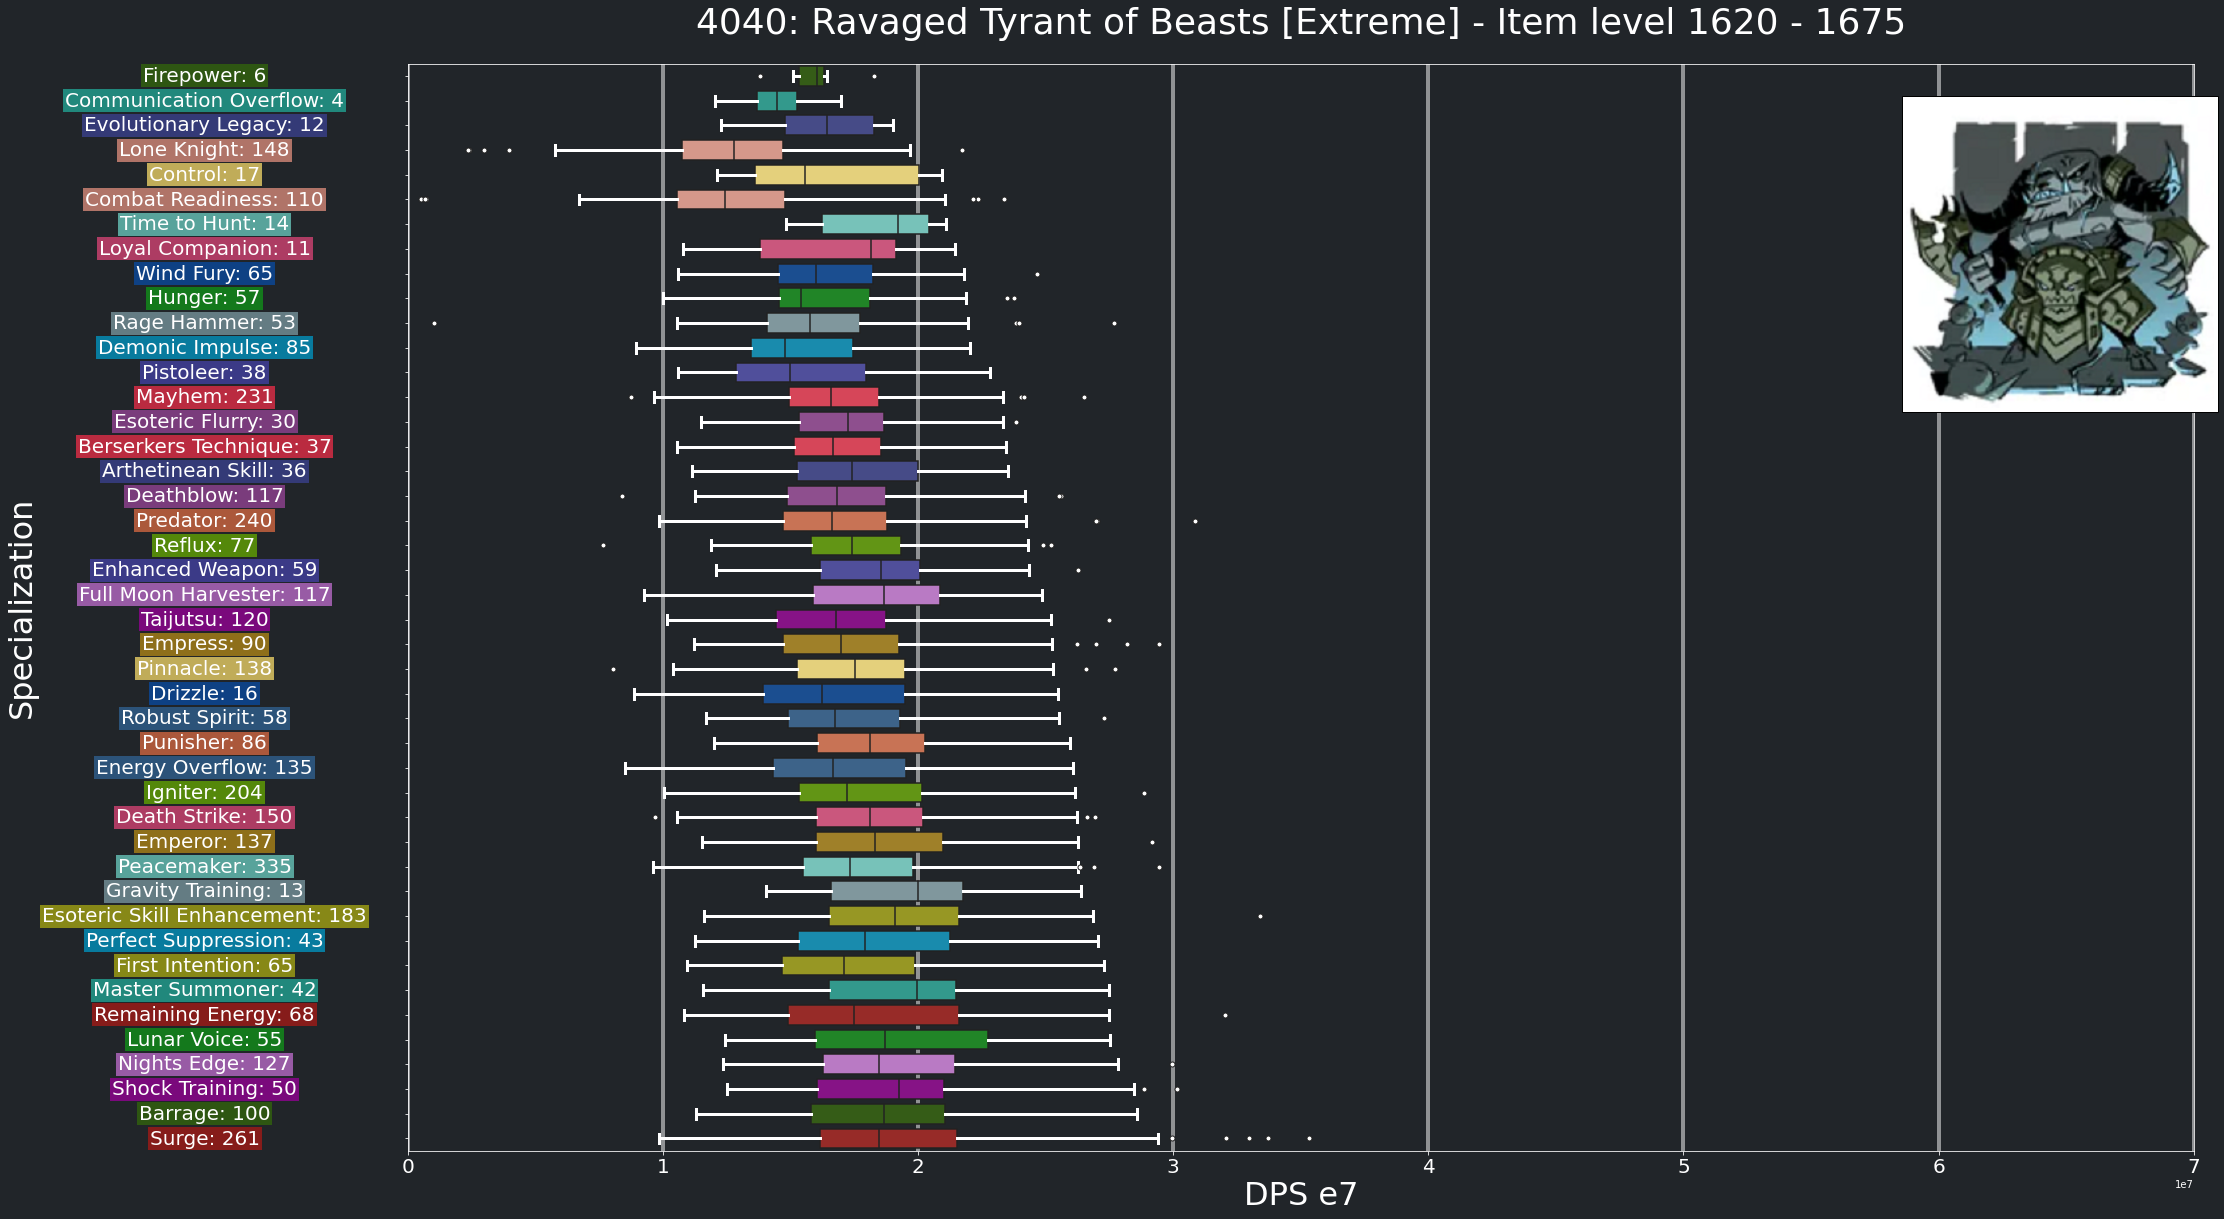 4040: Ravaged Tyrant of Beasts [Extreme] - Item level 1620 - 1675
Specialization
Firepower: 6
Communication Overflow: 4
Evolutionary Legacy: 12
Lone Knight: 148
Control: 17
Combat Readiness: 110
Time to Hunt: 14
Loyal Companion: 11
Wind Fury: 65
Hunger: 57
Rage Hammer: 53
Demonic Impulse: 85
Pistoleer: 38
Mayhem: 231
Esoteric Flurry: 30
Berserkers Technique: 37
Arthetinean Skill: 36
Deathblow: 117
Predator: 240
Reflux: 77
Enhanced Weapon: 59
Full Moon Harvester: 117
Taijutsu: 120
Empress: 90
Pinnacle: 138
Drizzle: 16
Robust Spirit: 58
Punisher: 86
Energy Overflow: 135
Igniter: 204
Death Strike: 150
Emperor: 137
Peacemaker: 335
Gravity Training: 13
Esoteric Skill Enhancement: 183
Perfect Suppression: 43
First Intention: 65
Master Summoner: 42
Remaining Energy: 68
Lunar Voice: 55
Nights Edge: 127
Shock Training: 50
Barrage: 100
Surge: 261
0 1 2 3 4 5 6 7
1e7
DPS e7